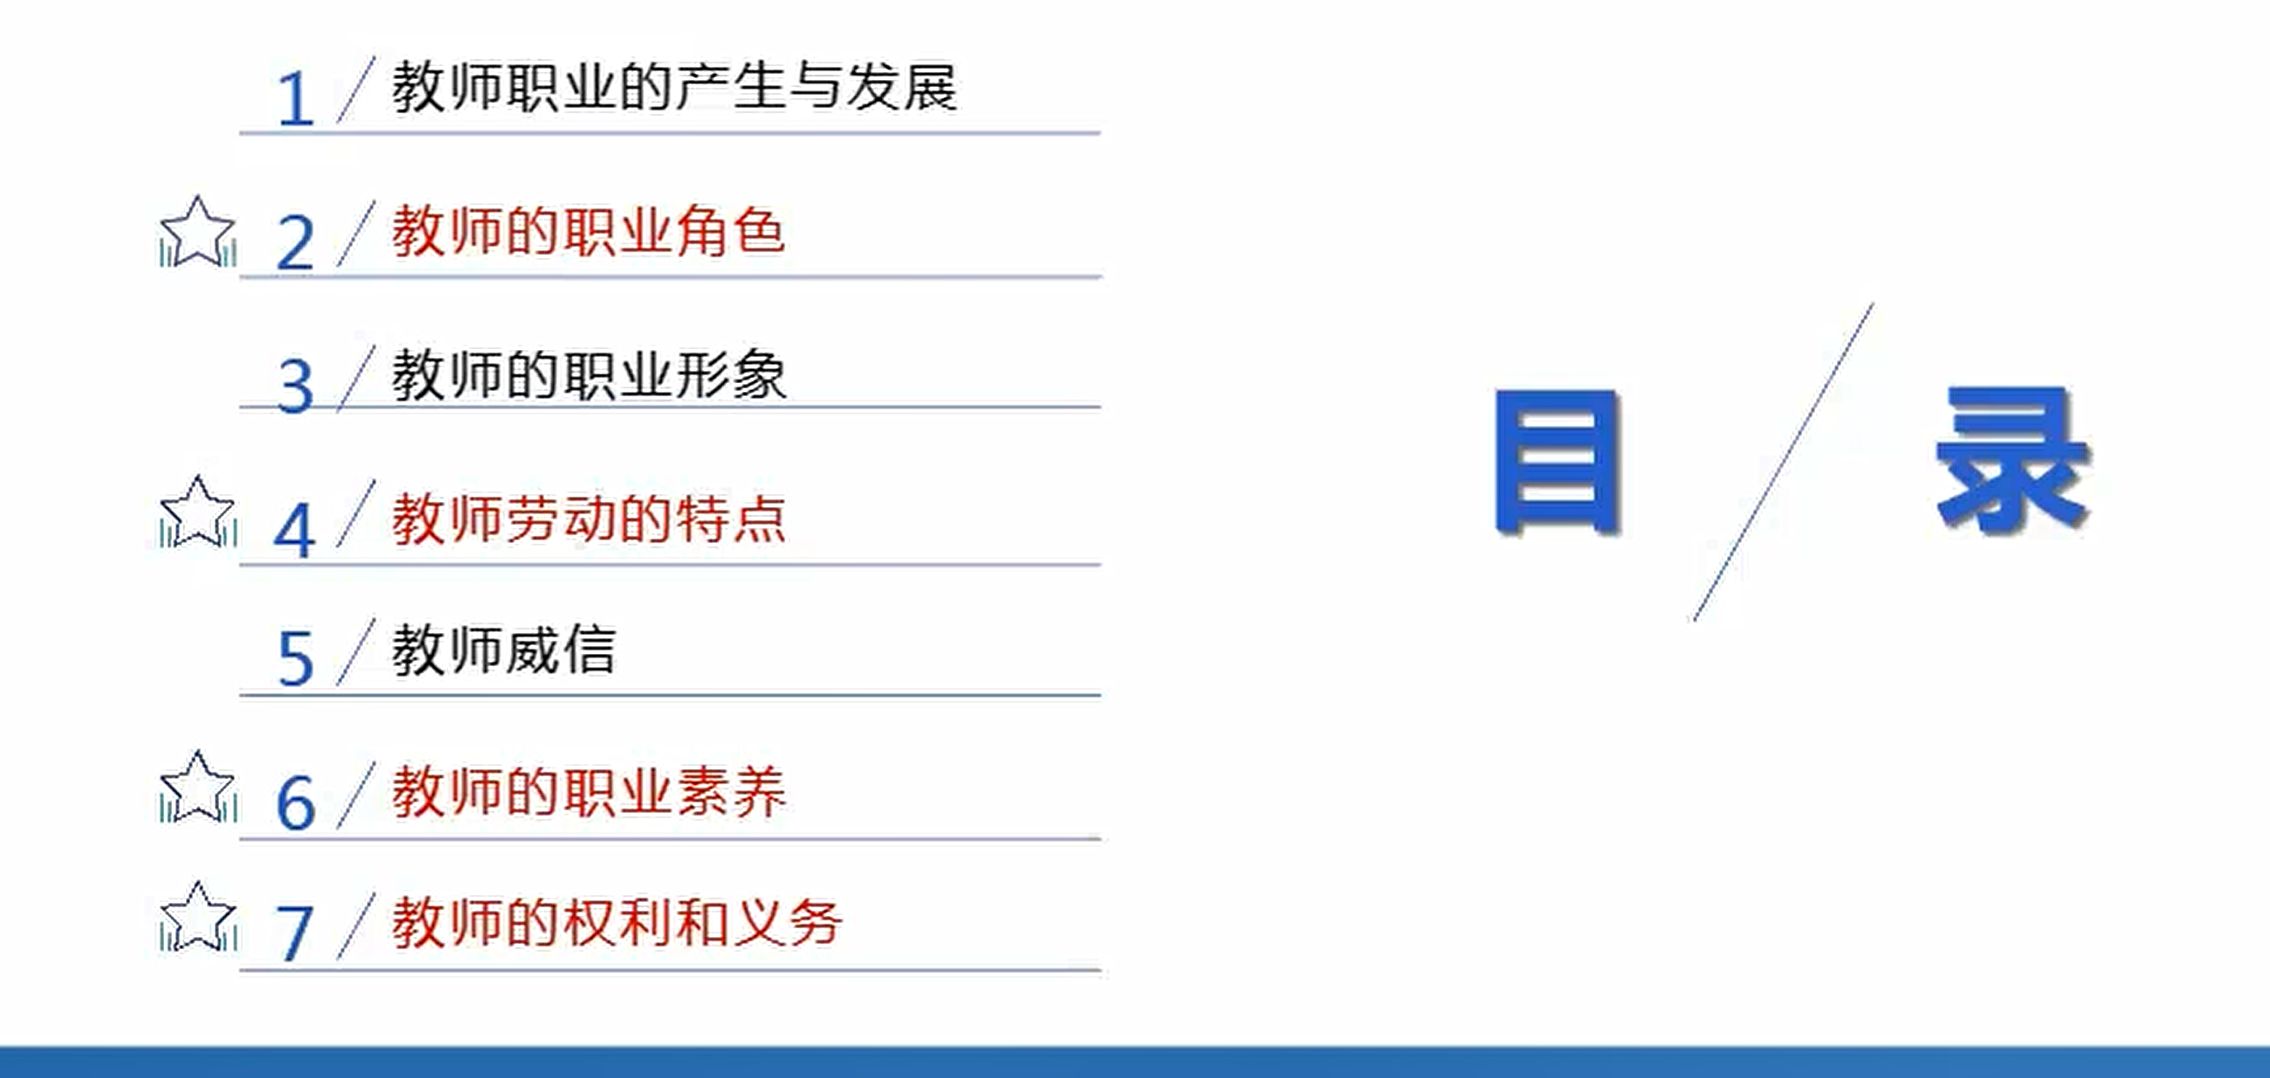 1 / 教师职业的产生与发展
2 / 教师的职业角色
3 / 教师的职业形象
4 / 教师劳动的特点
5 / 教师威信
6 / 教师的职业素养
7 / 教师的权利和义务
目 / 录